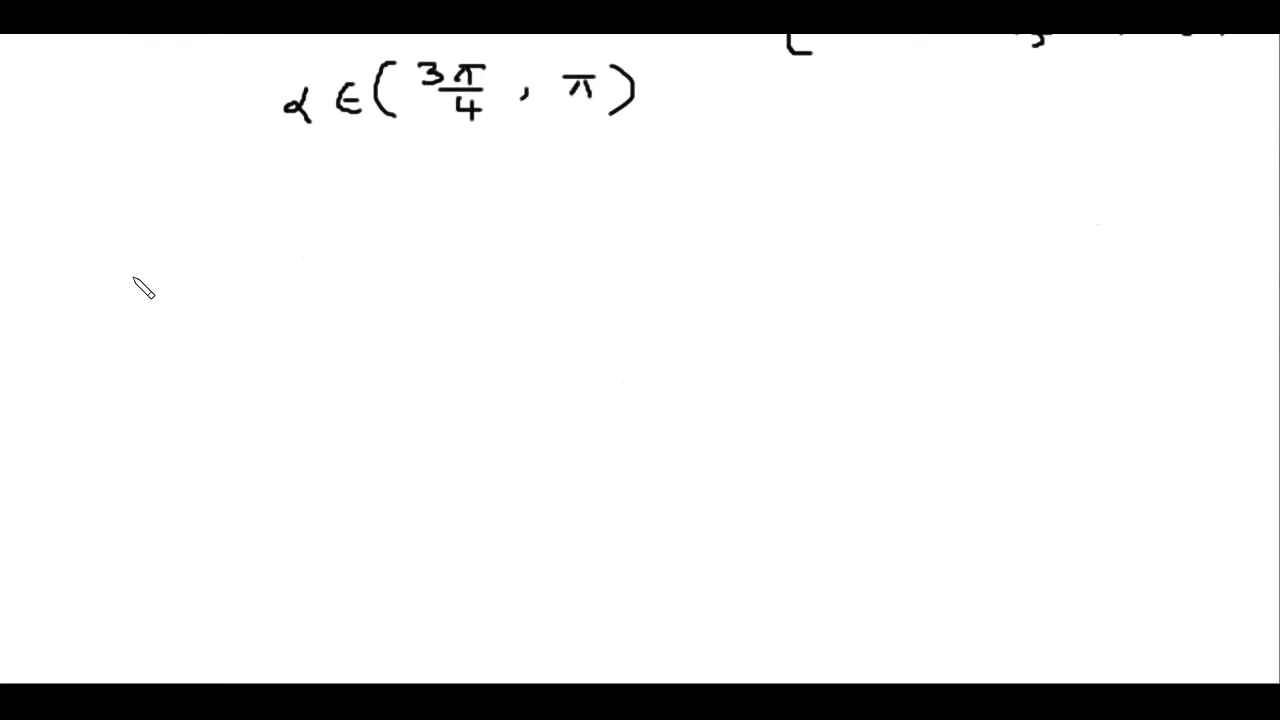 α ∈ ( 3π/4 , π )